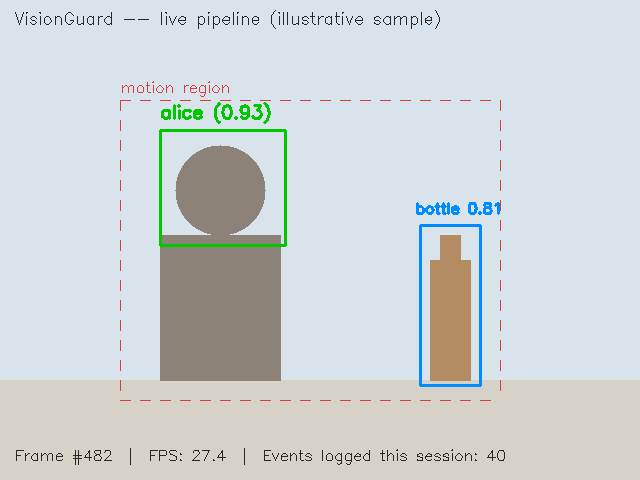 VisionGuard -- live pipeline (illustrative sample)
motion region
alice (0.93)
bottle 0.81
Frame #482 | FPS: 27.4 | Events logged this session: 40